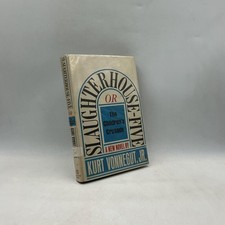 SLAUGHTERHOUSE-FIVE
OR
The Children's
Crusade
A NEW NOVEL BY
KURT VONNEGUT, JR.